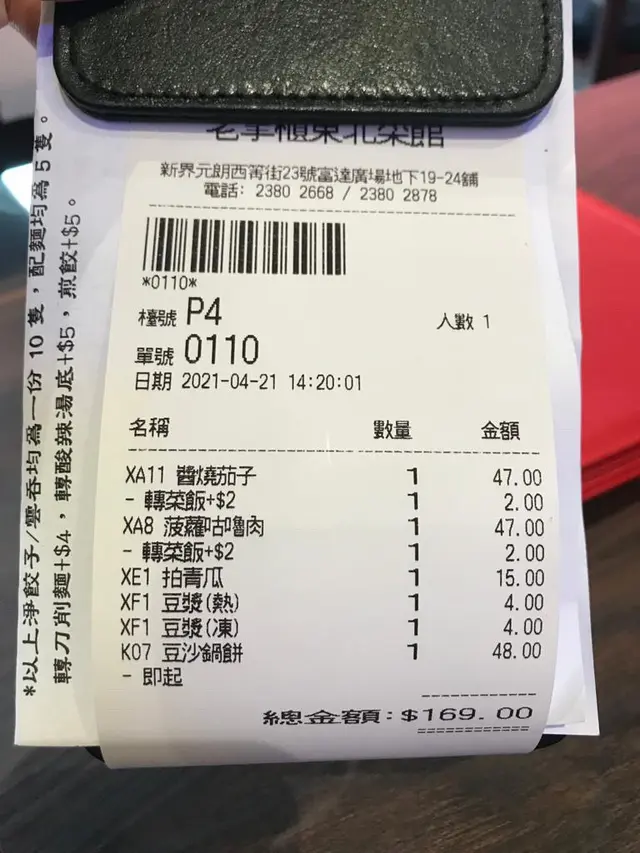 老掌櫃東北菜館
新界元朗西菁街23號富達廣場地下19-24舖
電話: 2380 2668 / 2380 2878
*0110*
檯號 P4
人數 1
單號 0110
日期 2021-04-21 14:20:01
名稱 數量 金額
XA11 醬燒茄子 1 47.00
- 轉菜飯+$2 1 2.00
XA8 菠蘿咕嚕肉 1 47.00
- 轉菜飯+$2 1 2.00
XE1 拍青瓜 1 15.00
XF1 豆漿(熱) 1 4.00
XF1 豆漿(凍) 1 4.00
K07 豆沙鍋餅 1 48.00
- 即起
總金額:$169.00
*以上淨餃子/雲吞均為一份 10 隻，配麵均為 5 隻。
轉刀削麵+$4，轉酸辣湯底+$5，煎餃+$5。